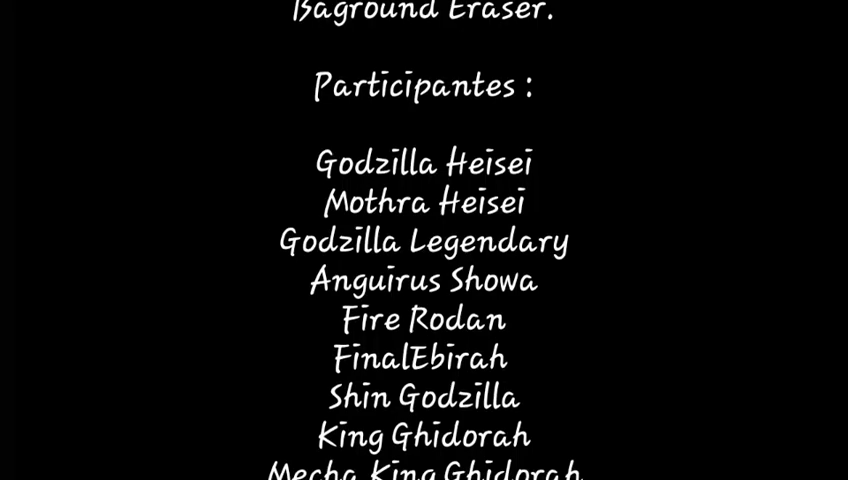 Baground Eraser.
Participantes :
Godzilla Heisei
Mothra Heisei
Godzilla Legendary
Anguirus Showa
Fire Rodan
FinalEbirah
Shin Godzilla
King Ghidorah
Mecha King Ghidorah